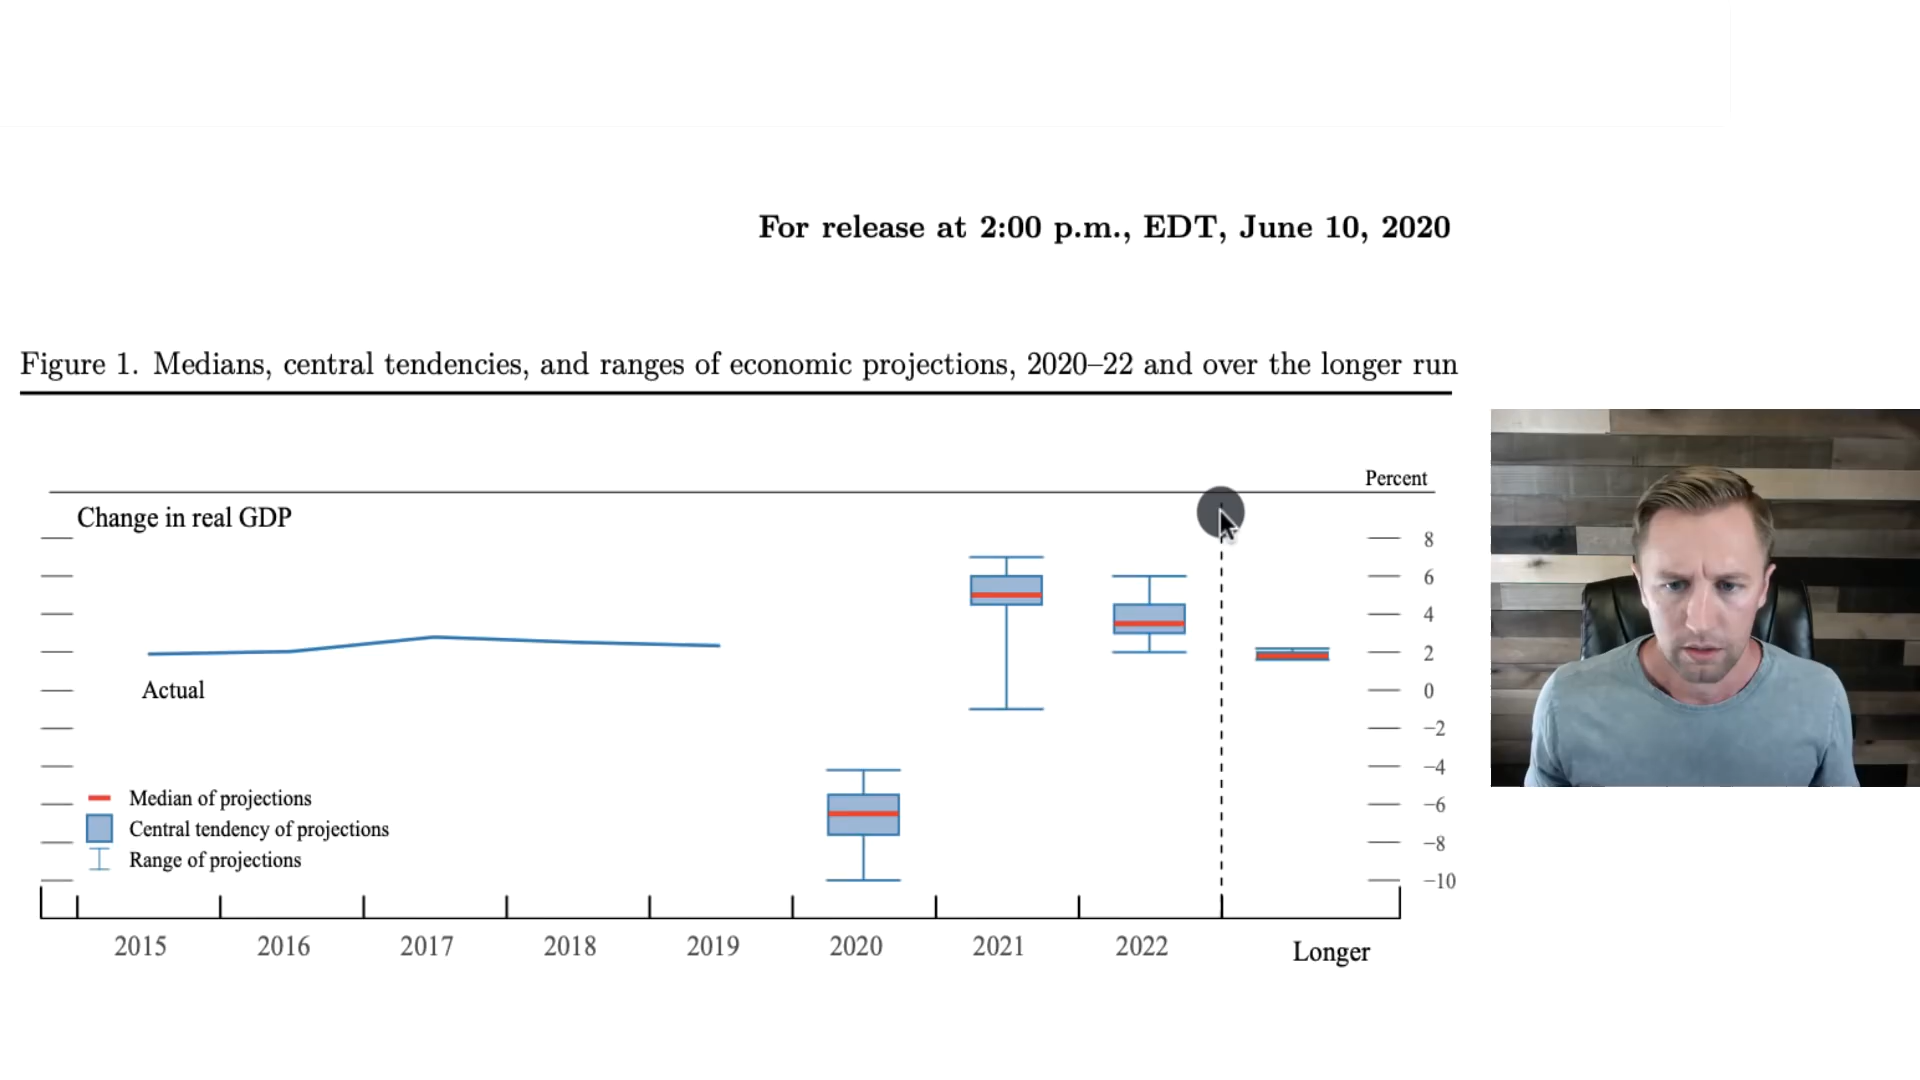 For release at 2:00 p.m., EDT, June 10, 2020
Figure 1. Medians, central tendencies, and ranges of economic projections, 2020–22 and over the longer run
Percent
Change in real GDP
8
6
4
2
Actual
0
−2
−4
Median of projections
−6
Central tendency of projections
−8
Range of projections
−10
2015 2016 2017 2018 2019 2020 2021 2022 Longer